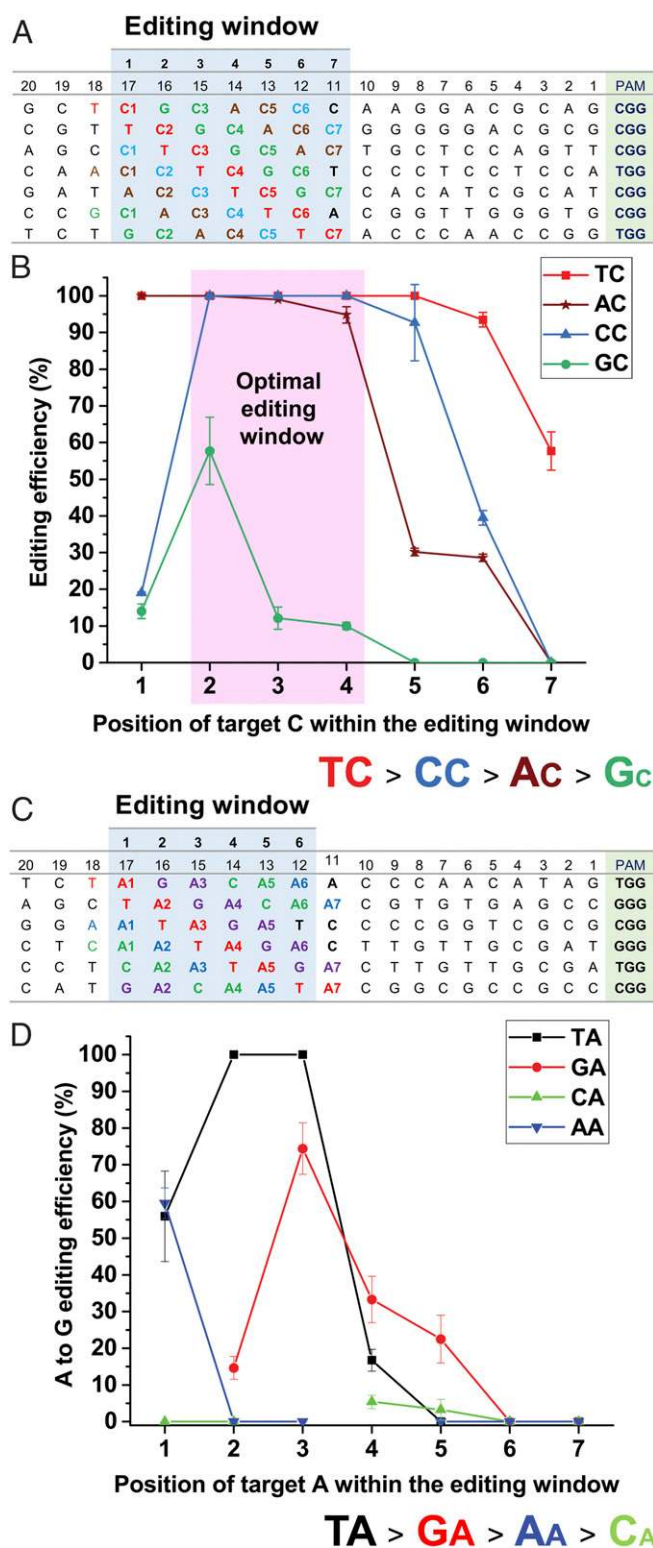 A
Editing window
1 2 3 4 5 6 7
20 19 18 17 16 15 14 13 12 11 10 9 8 7 6 5 4 3 2 1 PAM
G C T C1 G C3 A C5 C6 C A A G G A C G C A G CGG
C G T T C2 G C4 A C6 C7 G G G G G A C G C G CGG
A G C C1 T C3 G C5 A C7 T G C T C C A G T T CGG
C A A C1 C2 T C4 G C6 T C C C T C C T C C A TGG
G A T A C2 C3 T C5 G C7 C A C A T C G C A T CGG
C C G C1 A C3 C4 T C6 A C G G T T G G G T G CGG
T C T G C2 A C4 C5 T C7 A C C C A A C C G G TGG
B
Editing efficiency (%)
100
90
80
70
60
50
40
30
20
10
0
TC
AC
CC
GC
Optimal
editing
window
1 2 3 4 5 6 7
Position of target C within the editing window
TC > CC > AC > GC
C
Editing window
1 2 3 4 5 6
20 19 18 17 16 15 14 13 12 11 10 9 8 7 6 5 4 3 2 1 PAM
T C T A1 G A3 C A5 A6 A C C C A A C A T A G TGG
A G C T A2 G A4 C A6 A7 C G T G T G A G C C GGG
G G A A1 T A3 G A5 T C C C C G G T C G C G CGG
C T C A1 A2 T A4 G A6 C T T G T T G C G A T GGG
C C T C A2 A3 T A5 G A7 C T T G T T G C G A TGG
C A T G A2 C A4 A5 T A7 C G G C G C C G C C CGG
D
A to G editing efficiency (%)
100
90
80
70
60
50
40
30
20
10
0
TA
GA
CA
AA
1 2 3 4 5 6 7
Position of target A within the editing window
TA > GA > AA > CA